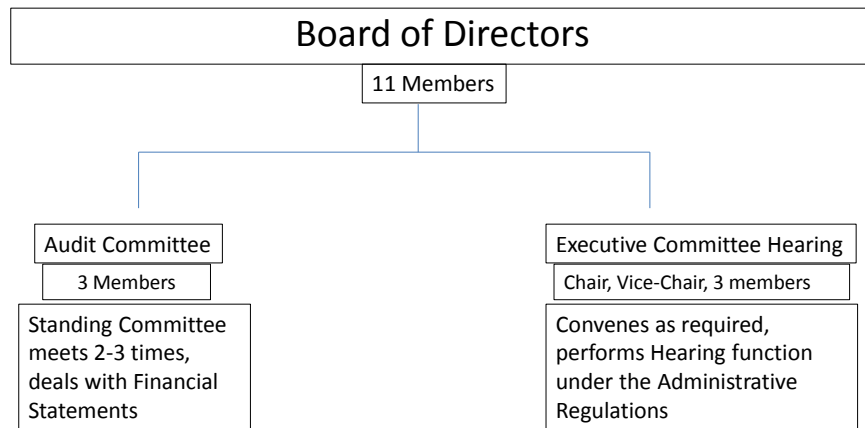 Board of Directors
11 Members
Audit Committee
3 Members
Standing Committee
meets 2-3 times,
deals with Financial
Statements
Executive Committee Hearing
Chair, Vice-Chair, 3 members
Convenes as required,
performs Hearing function
under the Administrative
Regulations